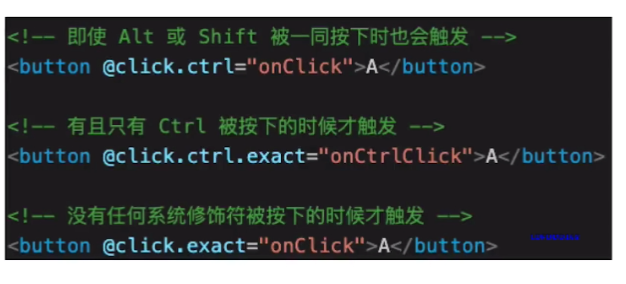 <!-- 即使 Alt 或 Shift 被一同按下时也会触发 -->
<button @click.ctrl="onClick">A</button>
<!-- 有且只有 Ctrl 被按下的时候才触发 -->
<button @click.ctrl.exact="onCtrlClick">A</button>
<!-- 没有任何系统修饰符被按下的时候才触发 -->
<button @click.exact="onClick">A</button>